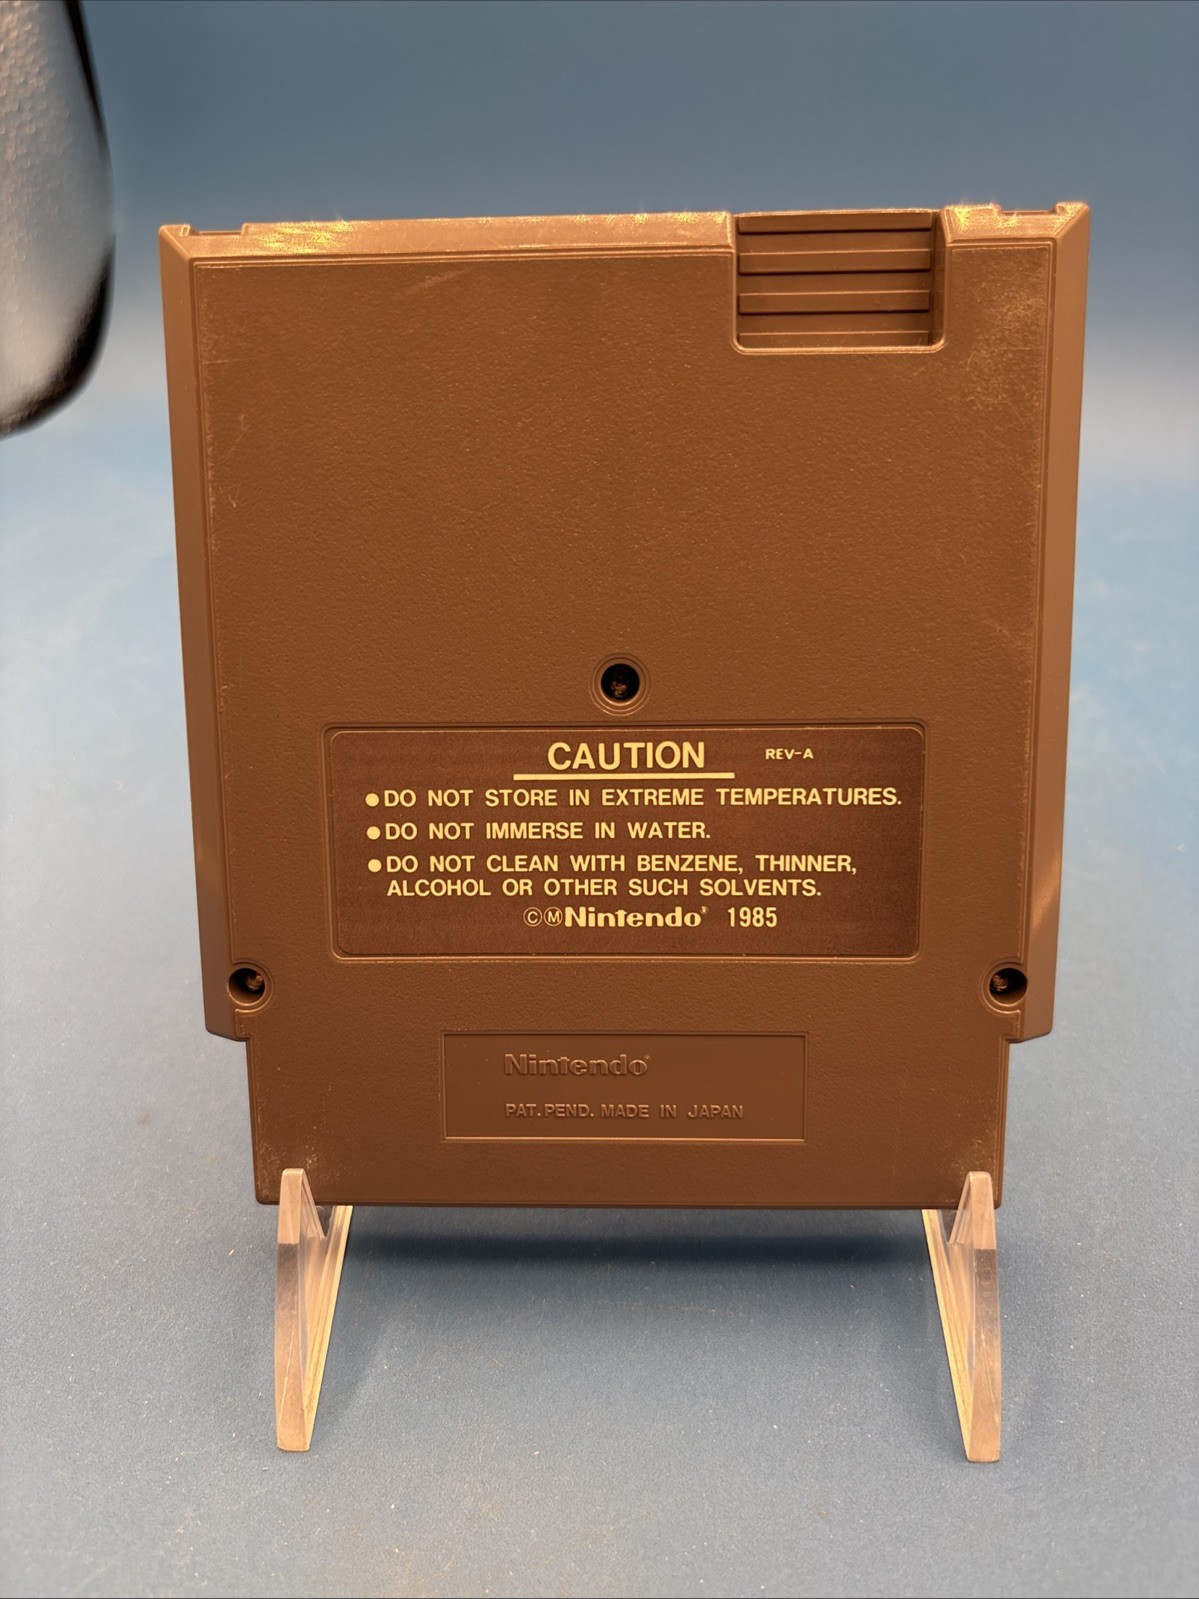 CAUTION REV-A
●DO NOT STORE IN EXTREME TEMPERATURES.
●DO NOT IMMERSE IN WATER.
●DO NOT CLEAN WITH BENZENE, THINNER,
ALCOHOL OR OTHER SUCH SOLVENTS.
ⒸⓂNintendo® 1985
Nintendo®
PAT. PEND. MADE IN JAPAN